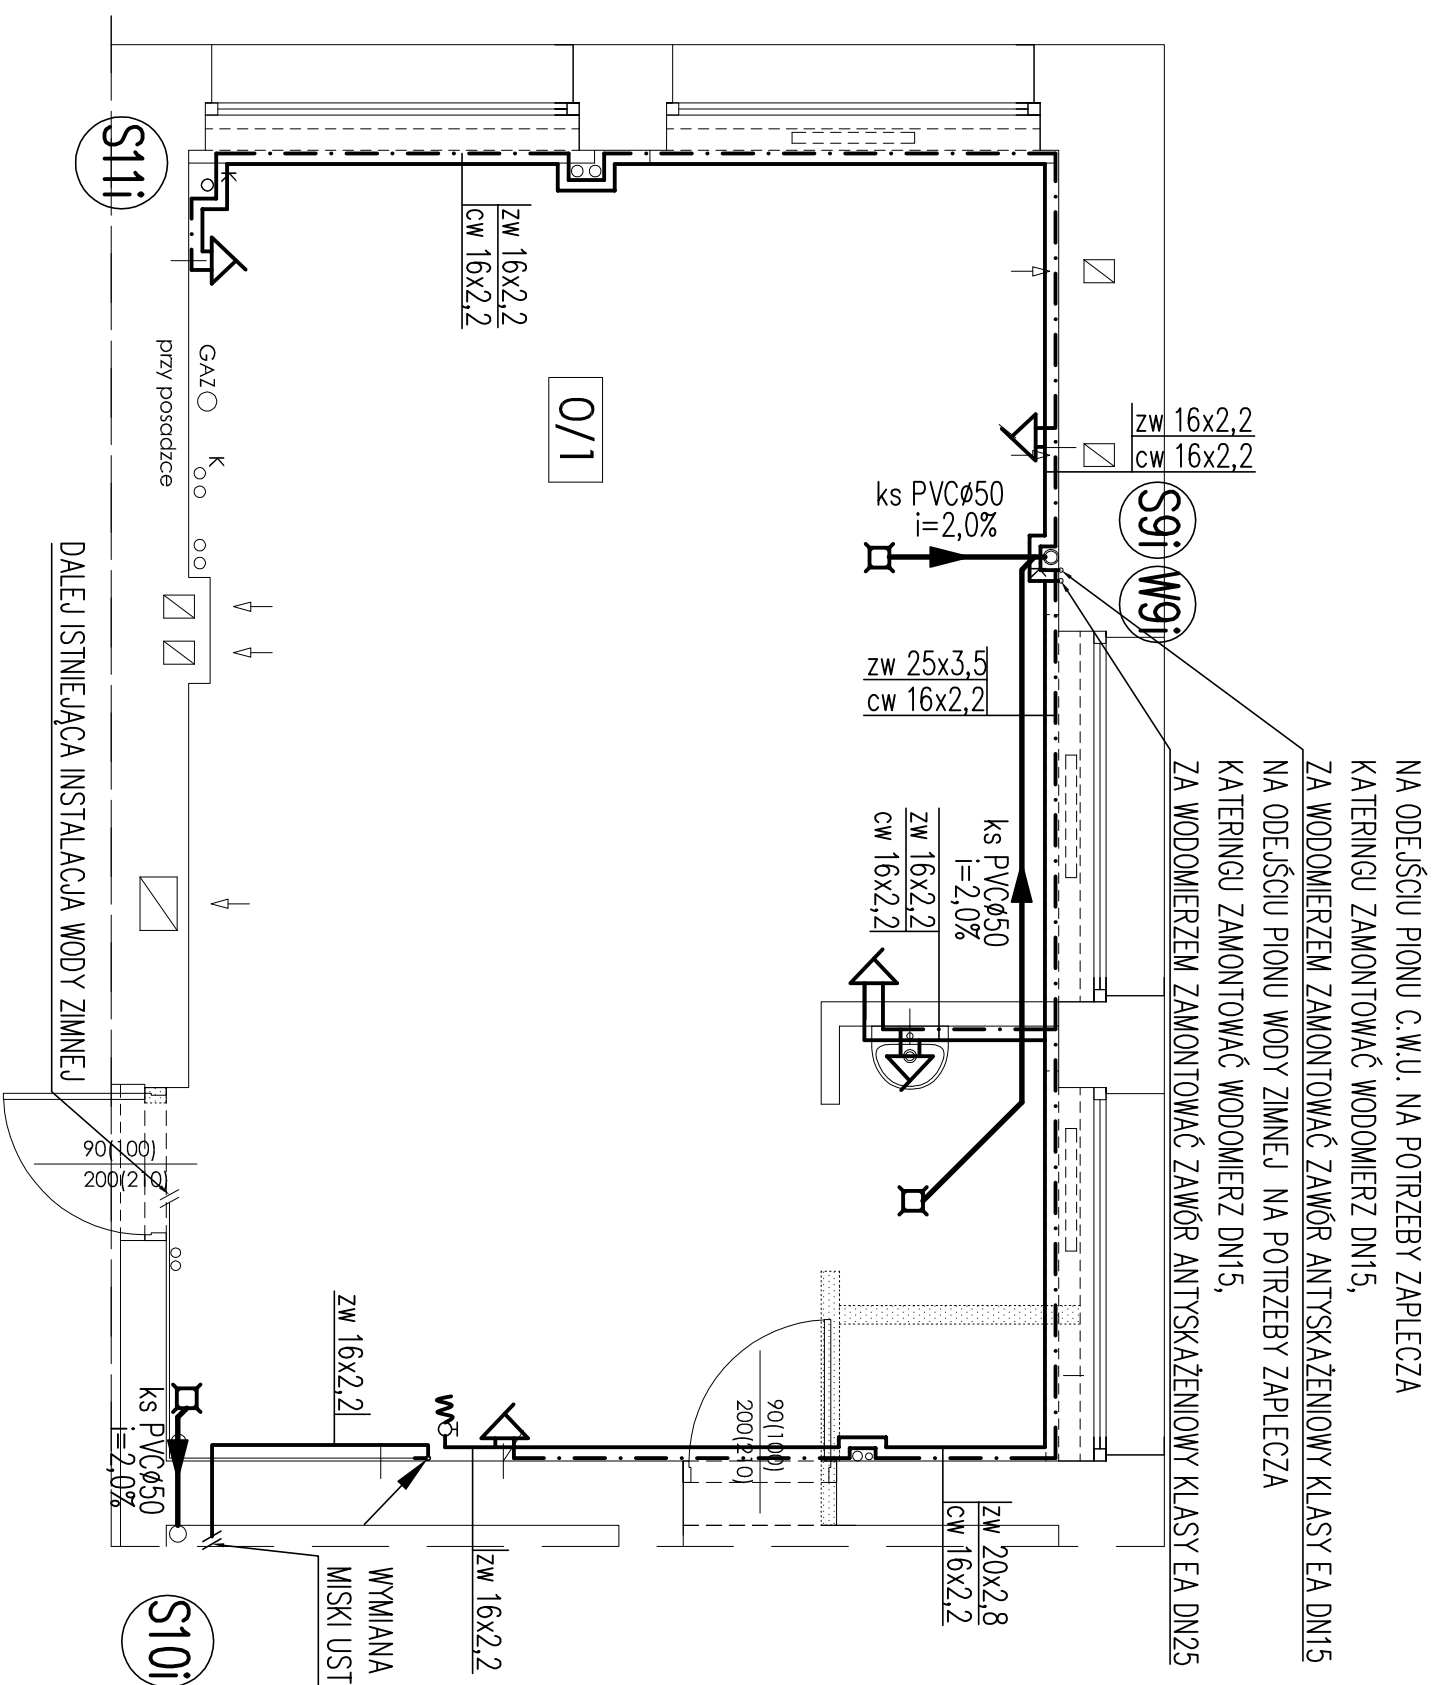 NA ODEJŚCIU PIONU C.W.U. NA POTRZEBY ZAPLECZA
KATERINGU ZAMONTOWAĆ WODOMIERZ DN15,
ZA WODOMIERZEM ZAMONTOWAĆ ZAWÓR ANTYSKAŻENIOWY KLASY EA DN15
NA ODEJŚCIU PIONU WODY ZIMNEJ NA POTRZEBY ZAPLECZA
KATERINGU ZAMONTOWAĆ WODOMIERZ DN15,
ZA WODOMIERZEM ZAMONTOWAĆ ZAWÓR ANTYSKAŻENIOWY KLASY EA DN25
S11i
K
zw 16x2,2
cw 16x2,2
GAZ
przy posadzce
K
0/1
zw 16x2,2
cw 16x2,2
S9i
W9i
ks PVCø50
i=2,0%
zw 25x3,5
cw 16x2,2
ks PVCø50
i=2,0%
zw 16x2,2
cw 16x2,2
DALEJ ISTNIEJĄCA INSTALACJA WODY ZIMNEJ
90(100)
200(210)
zw 16x2,2
ks PVCø50
i=2,0%
90(100)
200(210)
zw 20x2,8
cw 16x2,2
zw 16x2,2
WYMIANA
MISKI UST
S10i